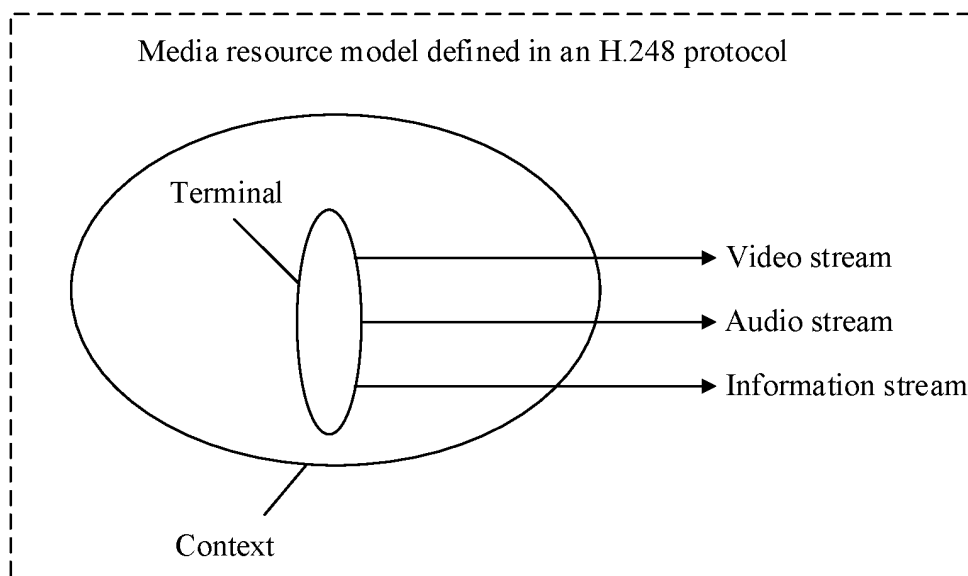 Media resource model defined in an H.248 protocol
Terminal
Video stream
Audio stream
Information stream
Context